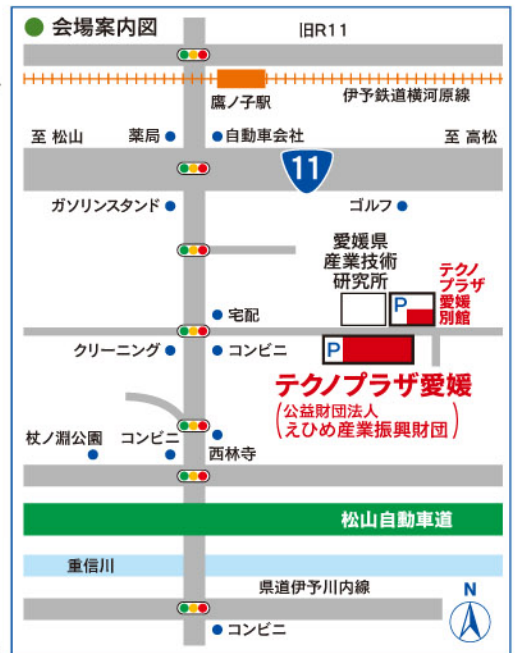 会場案内図
旧R11
鷹ノ子駅
伊予鉄道横河原線
至 松山
薬局
自動車会社
至 高松
11
ガソリンスタンド
ゴルフ
愛媛県
産業技術
研究所
テクノ
プラザ
愛媛
別館
P
宅配
クリーニング
コンビニ
P
テクノプラザ愛媛
(公益財団法人
えひめ産業振興財団)
杖ノ淵公園
コンビニ
西林寺
松山自動車道
重信川
県道伊予川内線
N
コンビニ